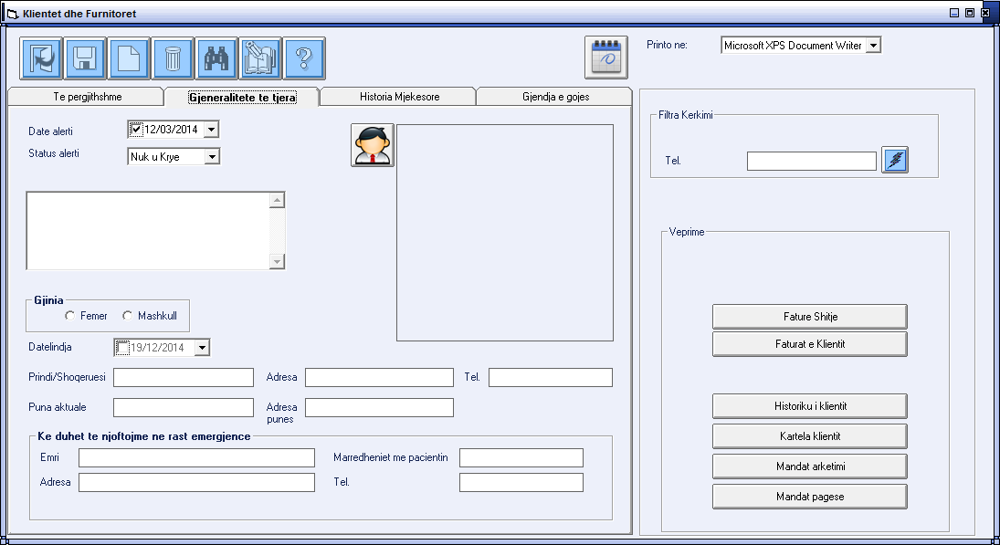 Klientet dhe Furnitoret
Printo ne:
Microsoft XPS Document Writer
Te pergjithshme
Gjeneralitete te tjera
Historia Mjekesore
Gjendja e gojes
Date alerti
12/03/2014
Status alerti
Nuk u Krye
Gjinia
Femer
Mashkull
Datelindja
19/12/2014
Prindi/Shoqeruesi
Adresa
Tel.
Puna aktuale
Adresa
punes
Ke duhet te njoftojme ne rast emergjence
Emri
Marredheniet me pacientin
Adresa
Tel.
Filtra Kerkimi
Tel.
Veprime
Fature Shitje
Faturat e Klientit
Historiku i klientit
Kartela klientit
Mandat arketimi
Mandat pagese